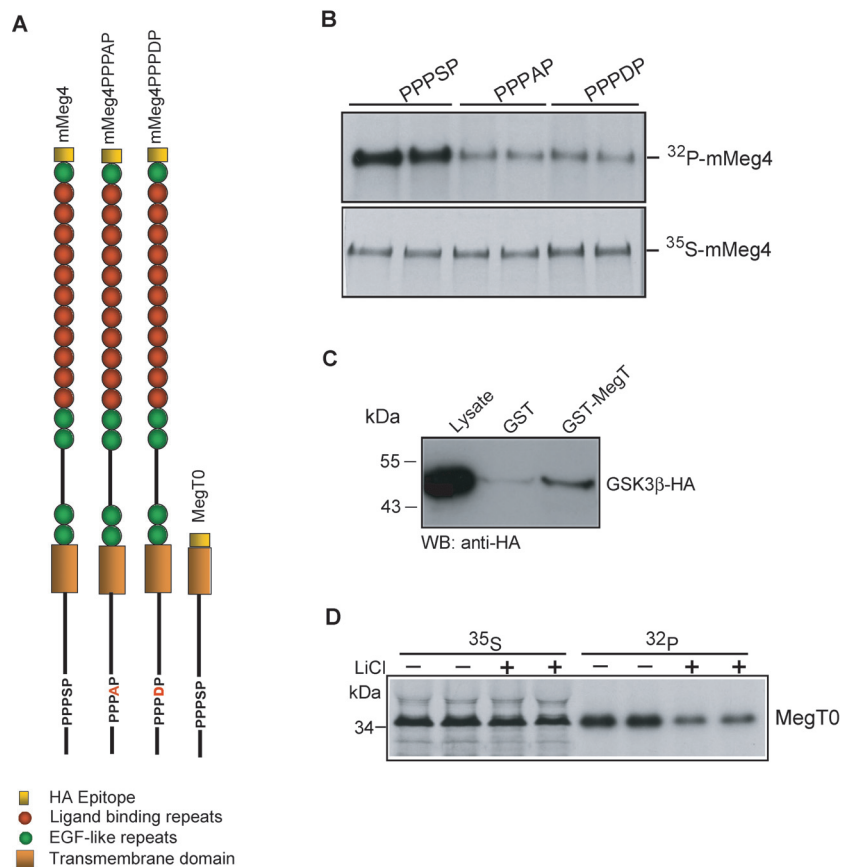 A
mMeg4
mMeg4PPPAP
mMeg4PPPDP
MegT0
PPPSP
PPPAP
PPPDP
PPPSP
HA Epitope
Ligand binding repeats
EGF-like repeats
Transmembrane domain
B
PPPSP PPPAP PPPDP
32P-mMeg4
35S-mMeg4
C
kDa
Lysate GST GST-MegT
55
43
GSK3β-HA
WB: anti-HA
D
35S 32P
LiCl − − + + − − + +
kDa
34
MegT0